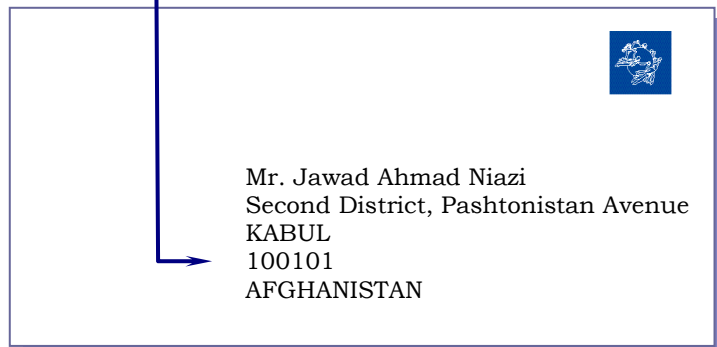 Mr. Jawad Ahmad Niazi
Second District, Pashtonistan Avenue
KABUL
100101
AFGHANISTAN